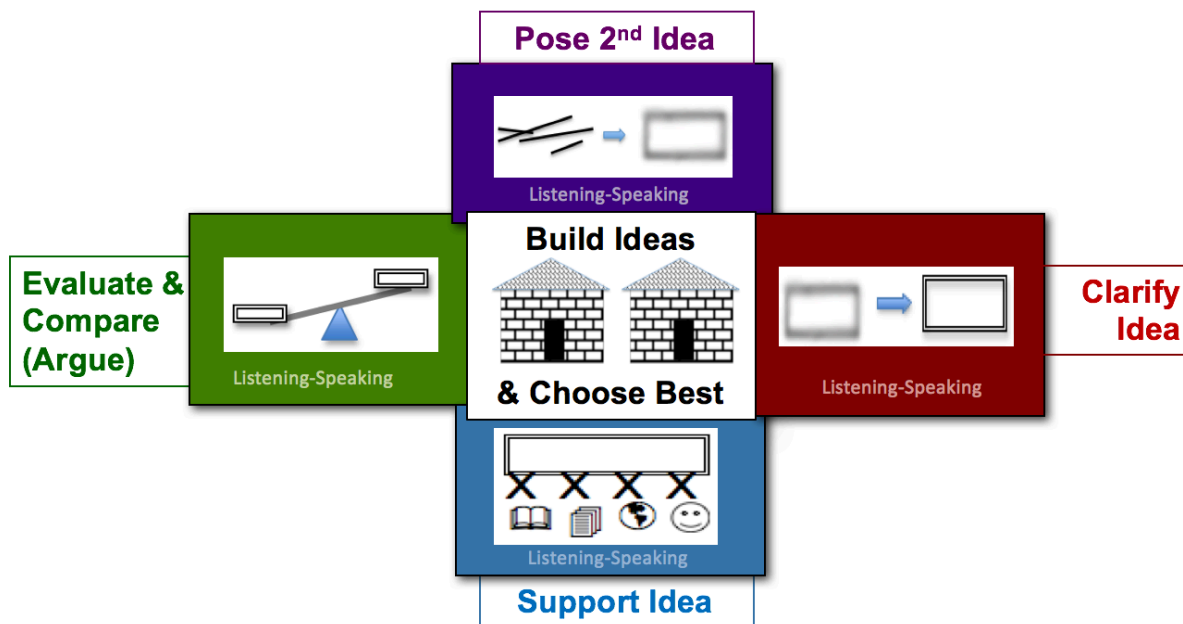 Pose 2nd Idea
Listening-Speaking
Evaluate &
Compare
(Argue)
Listening-Speaking
Build Ideas
& Choose Best
Clarify
Idea
Listening-Speaking
Listening-Speaking
Support Idea